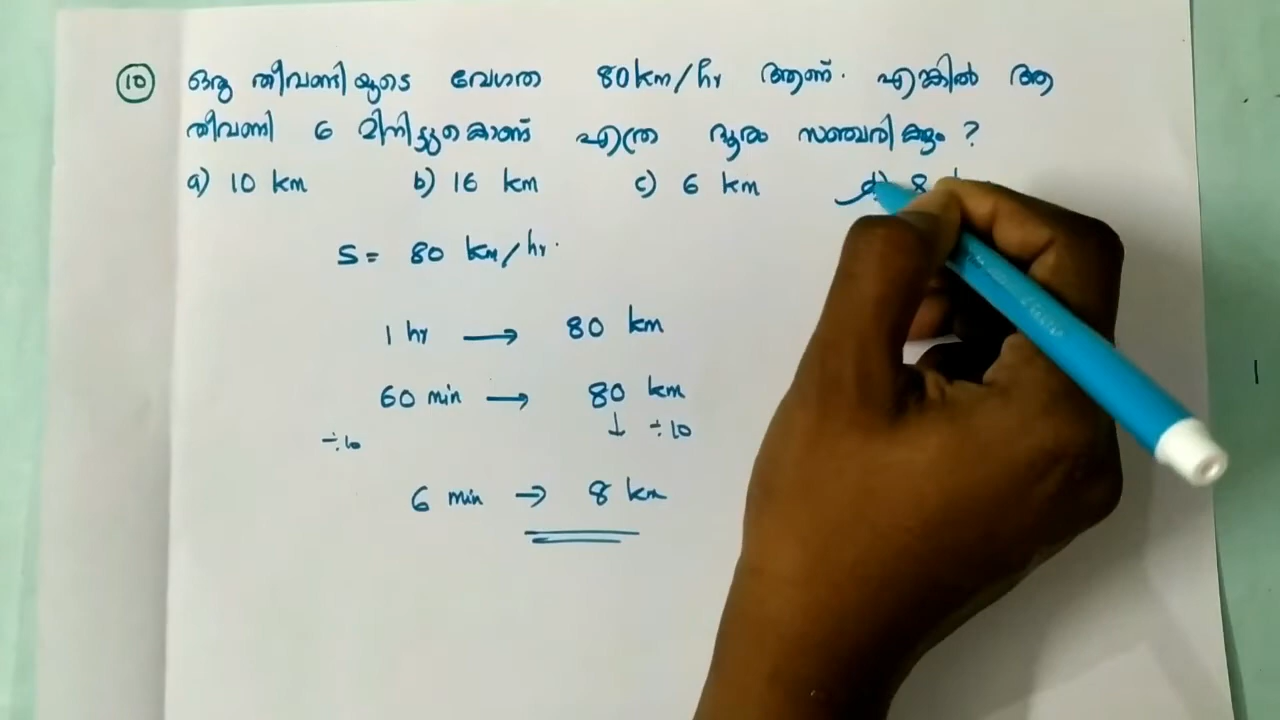 10 ഒരു തീവണ്ടിയുടെ വേഗത 80km/hr ആണ്. എങ്കിൽ ആ
തീവണ്ടി 6 മിനിട്ടുകൊണ്ട് എത്ര ദൂരം സഞ്ചരിക്കും ?
a) 10 km b) 16 km c) 6 km d) 8
S = 80 km/hr.
1 hr → 80 km
60 min → 80 km
÷10 ↓ ÷10
6 min → 8 km